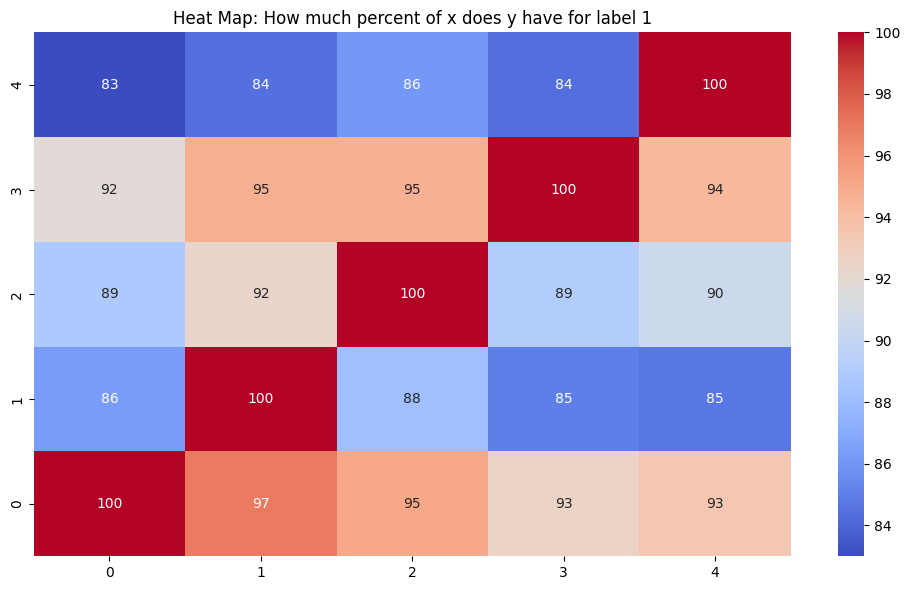 Heat Map: How much percent of x does y have for label 1
4 83 84 86 84 100
3 92 95 95 100 94
2 89 92 100 89 90
1 86 100 88 85 85
0 100 97 95 93 93
0 1 2 3 4
100
98
96
94
92
90
88
86
84